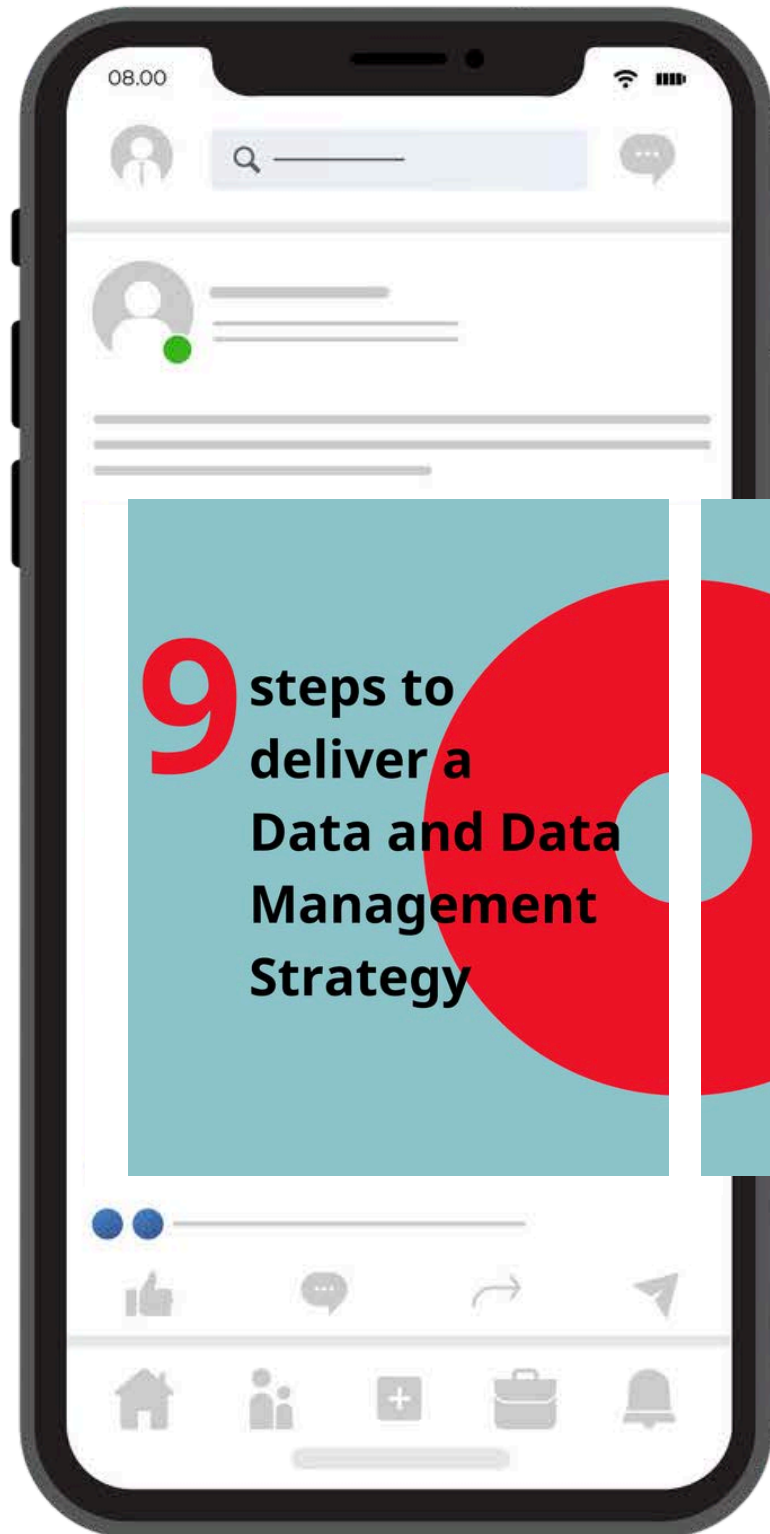 08.00
9 steps to
deliver a
Data and Data
Management
Strategy